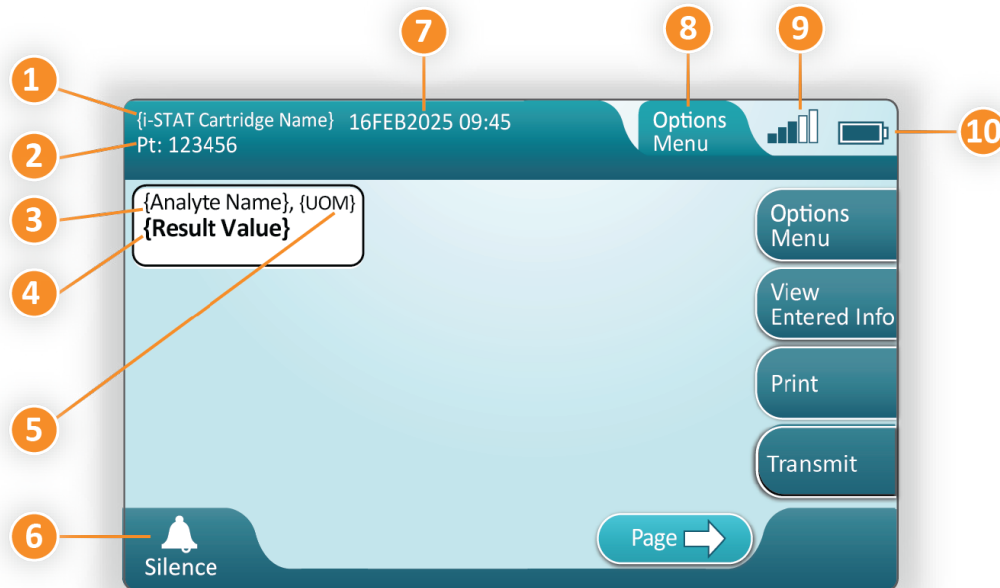 7
8
9
1
{i-STAT Cartridge Name} 16FEB2025 09:45
Options
Menu
10
2
Pt: 123456
3
{Analyte Name}, {UOM}
{Result Value}
Options
Menu
4
View
Entered Info
Print
5
Transmit
6
Silence
Page